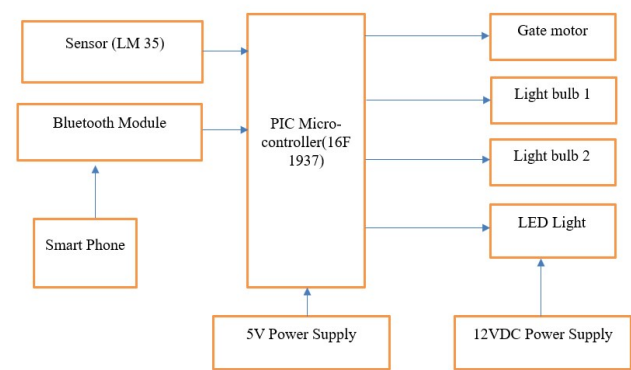 Sensor (LM 35)
Bluetooth Module
Smart Phone
PIC Micro-
controller(16F
1937)
Gate motor
Light bulb 1
Light bulb 2
LED Light
5V Power Supply
12VDC Power Supply